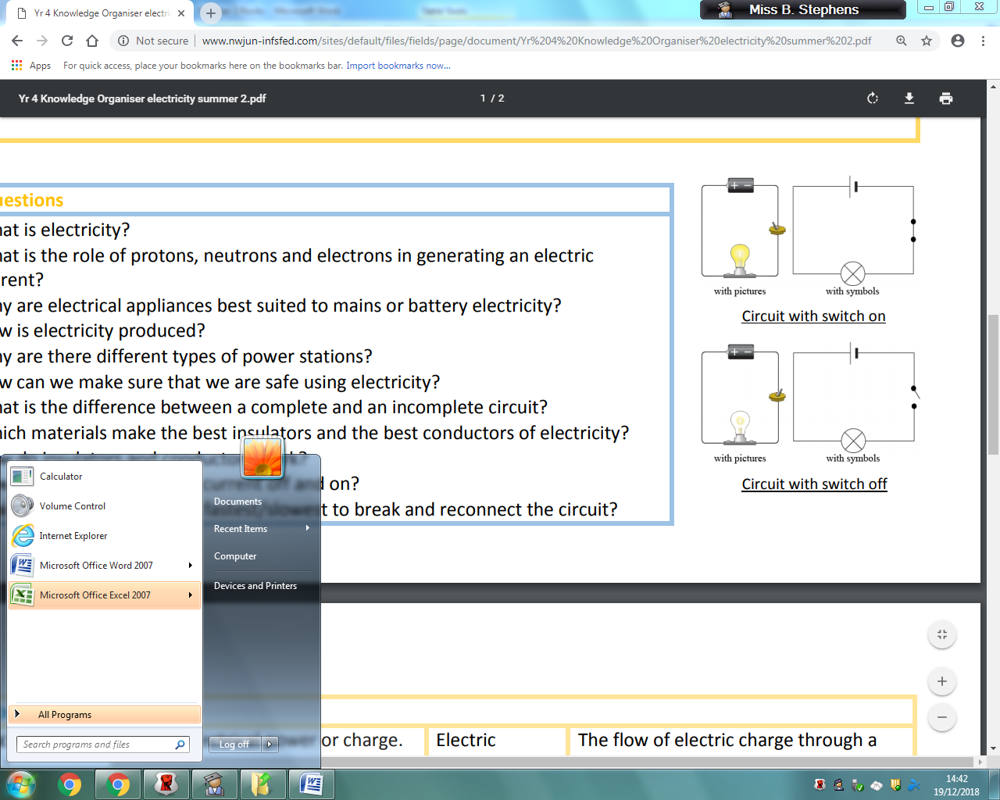 Yr 4 Knowledge Organiser electri
Miss B. Stephens
Not secure www.nwjun-infsfed.com/sites/default/files/fields/page/document/Yr%204%20Knowledge%20Organiser%20electricity%20summer%202.pdf
Apps For quick access, place your bookmarks here on the bookmarks bar. Import bookmarks now...
Yr 4 Knowledge Organiser electricity summer 2.pdf 1 / 2
uestions
hat is electricity?
hat is the role of protons, neutrons and electrons in generating an electric
rent?
hy are electrical appliances best suited to mains or battery electricity?
w is electricity produced?
hy are there different types of power stations?
w can we make sure that we are safe using electricity?
hat is the difference between a complete and an incomplete circuit?
hich materials make the best insulators and the best conductors of electricity?
k?
current off and on?
fastest/slowest to break and reconnect the circuit?
+ −
with pictures with symbols
Circuit with switch on
+ −
with pictures with symbols
Circuit with switch off
Calculator
Volume Control
Internet Explorer
Microsoft Office Word 2007
Microsoft Office Excel 2007
All Programs
Search programs and files
Documents
Recent Items
Computer
Devices and Printers
Log off
or charge. Electric The flow of electric charge through a
14:42
19/12/2018